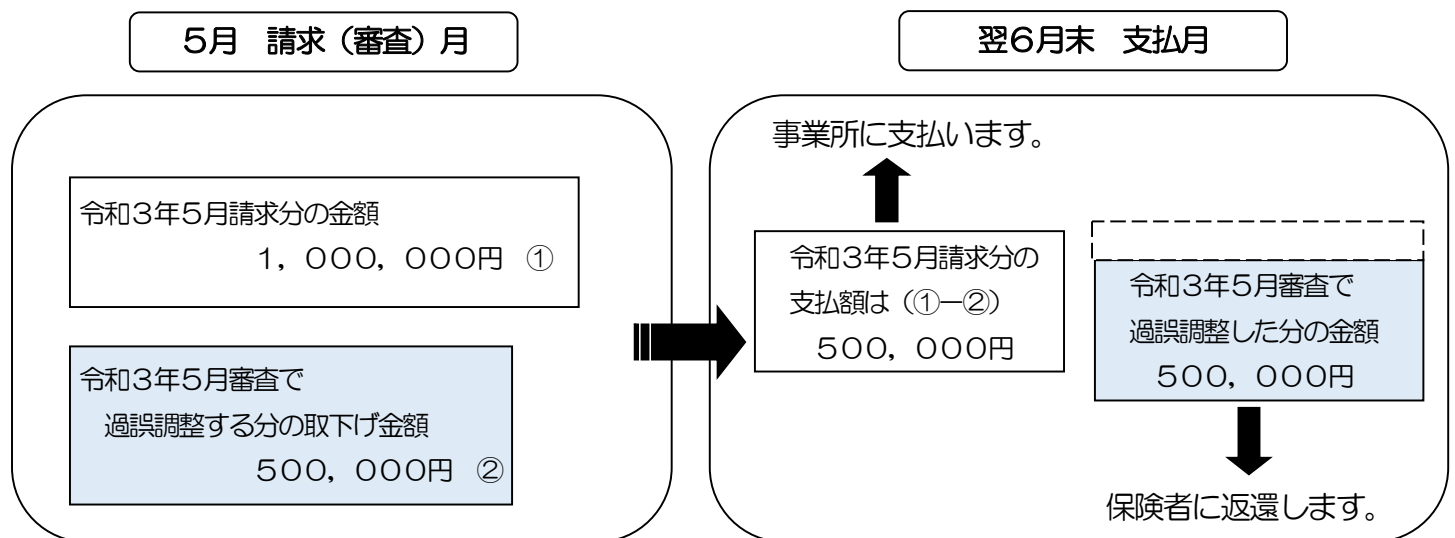 ５月　請求（審査）月
翌６月末　支払月
令和３年５月請求分の金額
１，０００，０００円　①
令和３年５月審査で
過誤調整する分の取下げ金額
５００，０００円　②
事業所に支払います。
令和３年５月請求分の
支払額は（①－②）
５００，０００円
令和３年５月審査で
過誤調整した分の金額
５００，０００円
保険者に返還します。